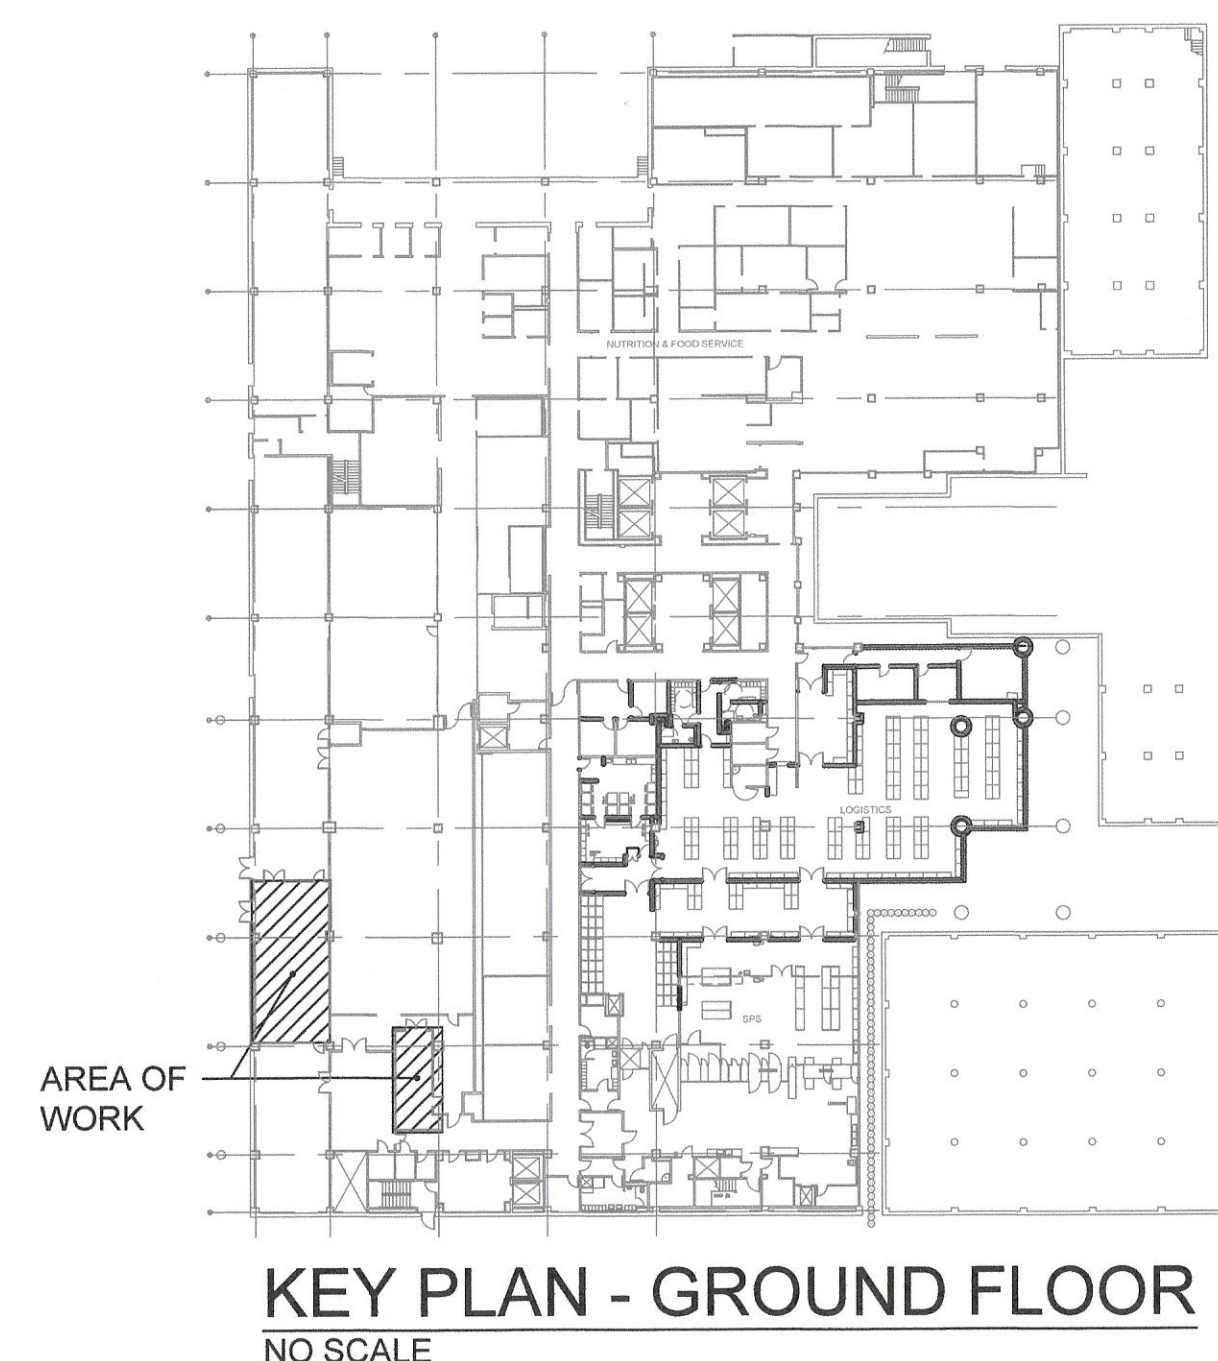 NUTRITION & FOOD SERVICE
LOGISTICS
SPS
AREA OF
WORK
KEY PLAN - GROUND FLOOR
NO SCALE